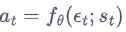 a_t = f_θ(ϵ_t; s_t)